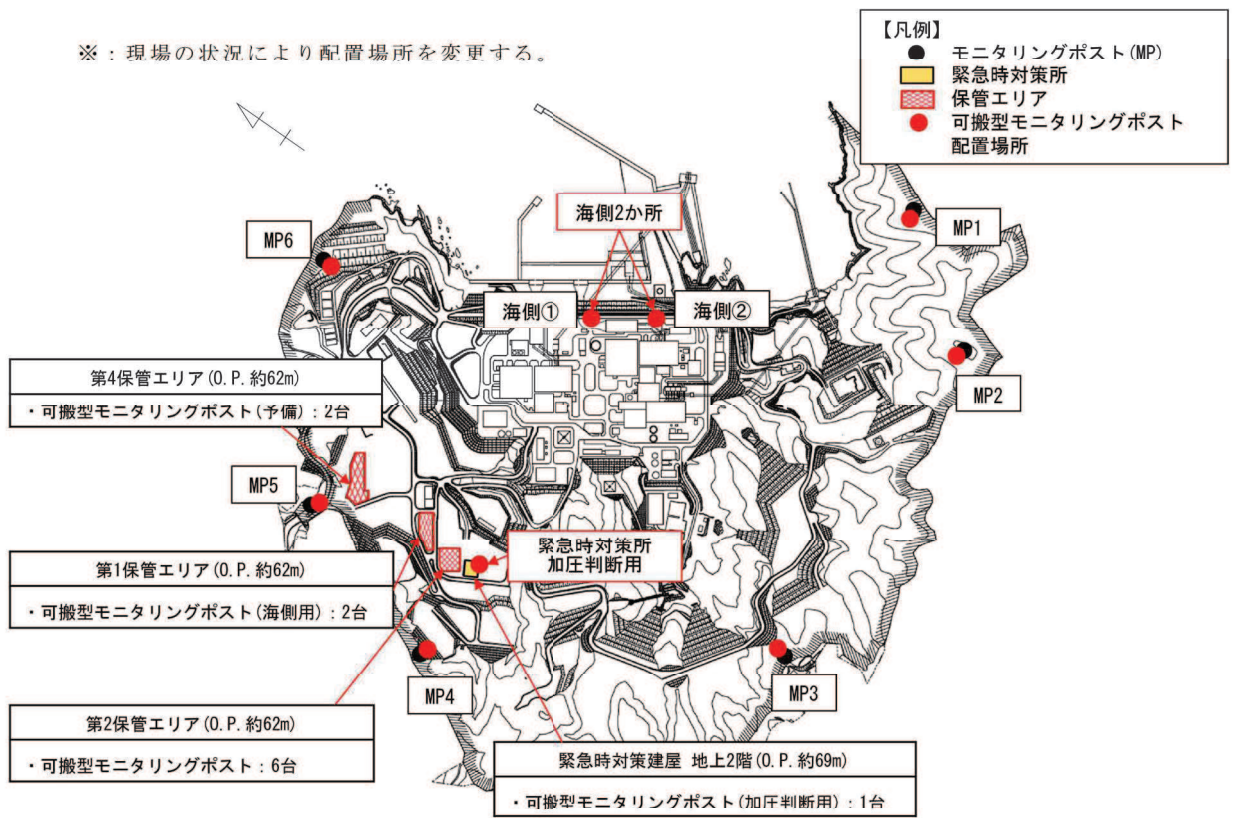 ※：現場の状況により配置場所を変更する。
【凡例】
モニタリングポスト(MP)
緊急時対策所
保管エリア
可搬型モニタリングポスト
配置場所
海側2か所
MP1
MP6
海側①
海側②
第4保管エリア(O.P.約62m)
・可搬型モニタリングポスト(予備)：2台
MP2
MP5
緊急時対策所
加圧判断用
第1保管エリア(O.P.約62m)
・可搬型モニタリングポスト(海側用)：2台
MP4
MP3
第2保管エリア(O.P.約62m)
・可搬型モニタリングポスト：6台
緊急時対策建屋 地上2階(O.P.約69m)
・可搬型モニタリングポスト(加圧判断用)：1台